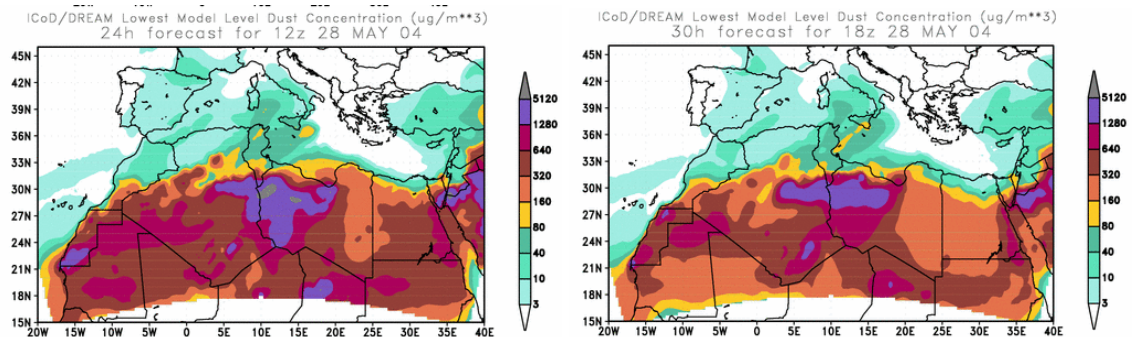 ICoD/DREAM Lowest Model Level Dust Concentration (ug/m**3)
24h forecast for 12z 28 MAY 04
45N
42N
39N
36N
33N
30N
27N
24N
21N
18N
15N
20W 15W 10W 5W 0 5E 10E 15E 20E 25E 30E 35E 40E
5120
1280
640
320
160
80
40
10
3
ICoD/DREAM Lowest Model Level Dust Concentration (ug/m**3)
30h forecast for 18z 28 MAY 04
45N
42N
39N
36N
33N
30N
27N
24N
21N
18N
15N
20W 15W 10W 5W 0 5E 10E 15E 20E 25E 30E 35E 40E
5120
1280
640
320
160
80
40
10
3